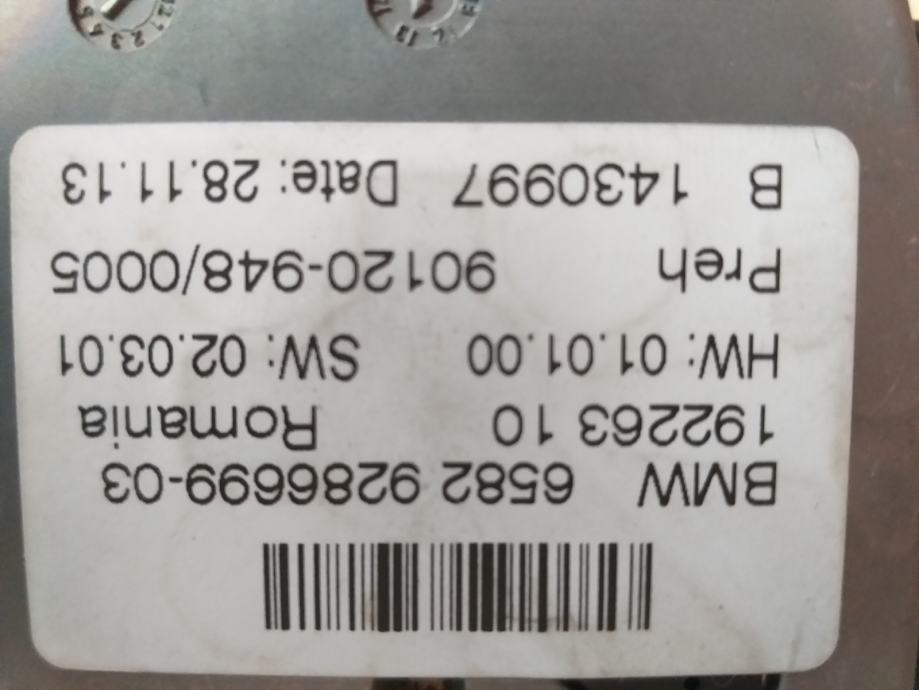 BMW 6582 9286699-03
192263 10 Romania
HW: 01.01.00 SW: 02.03.01
Preh 90120-948/0005
B 1430997 Date: 28.11.13